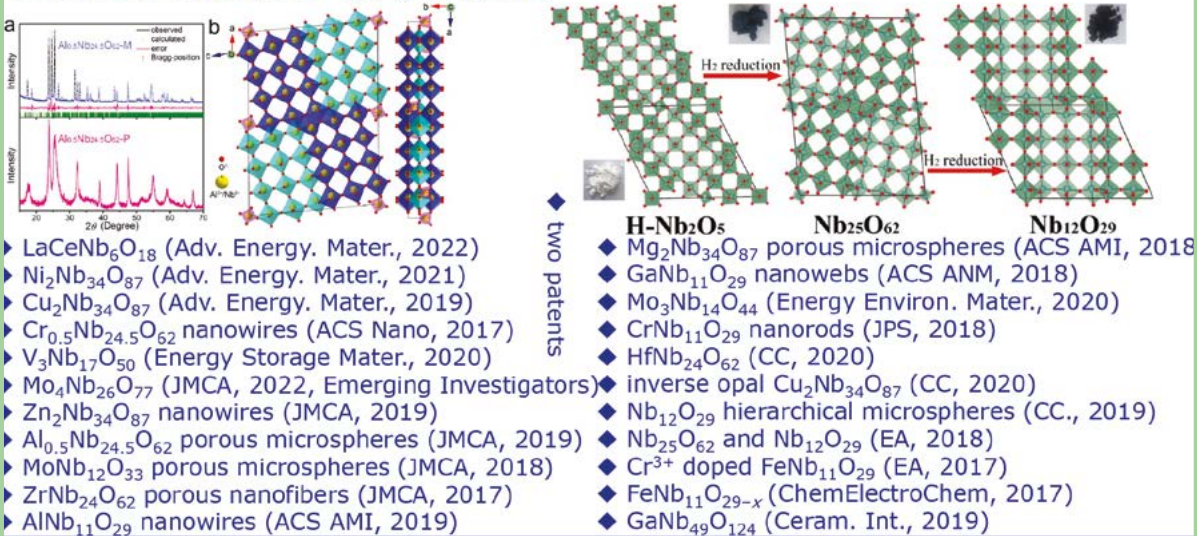 a
b
observed
calculated
error
Bragg-position
Al₀.₅Nb₂₄.₅O₆₂-M
Intensity
Al₀.₅Nb₂₄.₅O₆₂-P
Intensity
20 30 40 50 60 70
2θ (Degree)
a
c
b
O²⁻
Al³⁺/Nb⁵⁺
b
c
a
H₂ reduction
H₂ reduction
H-Nb₂O₅
Nb₂₅O₆₂
Nb₁₂O₂₉
LaCeNb₆O₁₈ (Adv. Energy. Mater., 2022)
Ni₂Nb₃₄O₈₇ (Adv. Energy. Mater., 2021)
Cu₂Nb₃₄O₈₇ (Adv. Energy. Mater., 2019)
Cr₀.₅Nb₂₄.₅O₆₂ nanowires (ACS Nano, 2017)
V₃Nb₁₇O₅₀ (Energy Storage Mater., 2020)
Mo₄Nb₂₆O₇₇ (JMCA, 2022, Emerging Investigators)
Zn₂Nb₃₄O₈₇ nanowires (JMCA, 2019)
Al₀.₅Nb₂₄.₅O₆₂ porous microspheres (JMCA, 2019)
MoNb₁₂O₃₃ porous microspheres (JMCA, 2018)
ZrNb₂₄O₆₂ porous nanofibers (JMCA, 2017)
AlNb₁₁O₂₉ nanowires (ACS AMI, 2019)
◆ two patents
◆ Mg₂Nb₃₄O₈₇ porous microspheres (ACS AMI, 2018
◆ GaNb₁₁O₂₉ nanowebs (ACS ANM, 2018)
◆ Mo₃Nb₁₄O₄₄ (Energy Environ. Mater., 2020)
◆ CrNb₁₁O₂₉ nanorods (JPS, 2018)
◆ HfNb₂₄O₆₂ (CC, 2020)
◆ inverse opal Cu₂Nb₃₄O₈₇ (CC, 2020)
◆ Nb₁₂O₂₉ hierarchical microspheres (CC., 2019)
◆ Nb₂₅O₆₂ and Nb₁₂O₂₉ (EA, 2018)
◆ Cr³⁺ doped FeNb₁₁O₂₉ (EA, 2017)
◆ FeNb₁₁O₂₉₋ₓ (ChemElectroChem, 2017)
◆ GaNb₄₉O₁₂₄ (Ceram. Int., 2019)